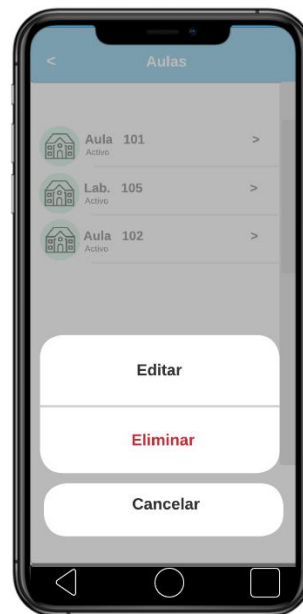 < Aulas
Aula 101 >
Activo
Lab. 105 >
Activo
Aula 102 >
Activo
Editar
Eliminar
Cancelar